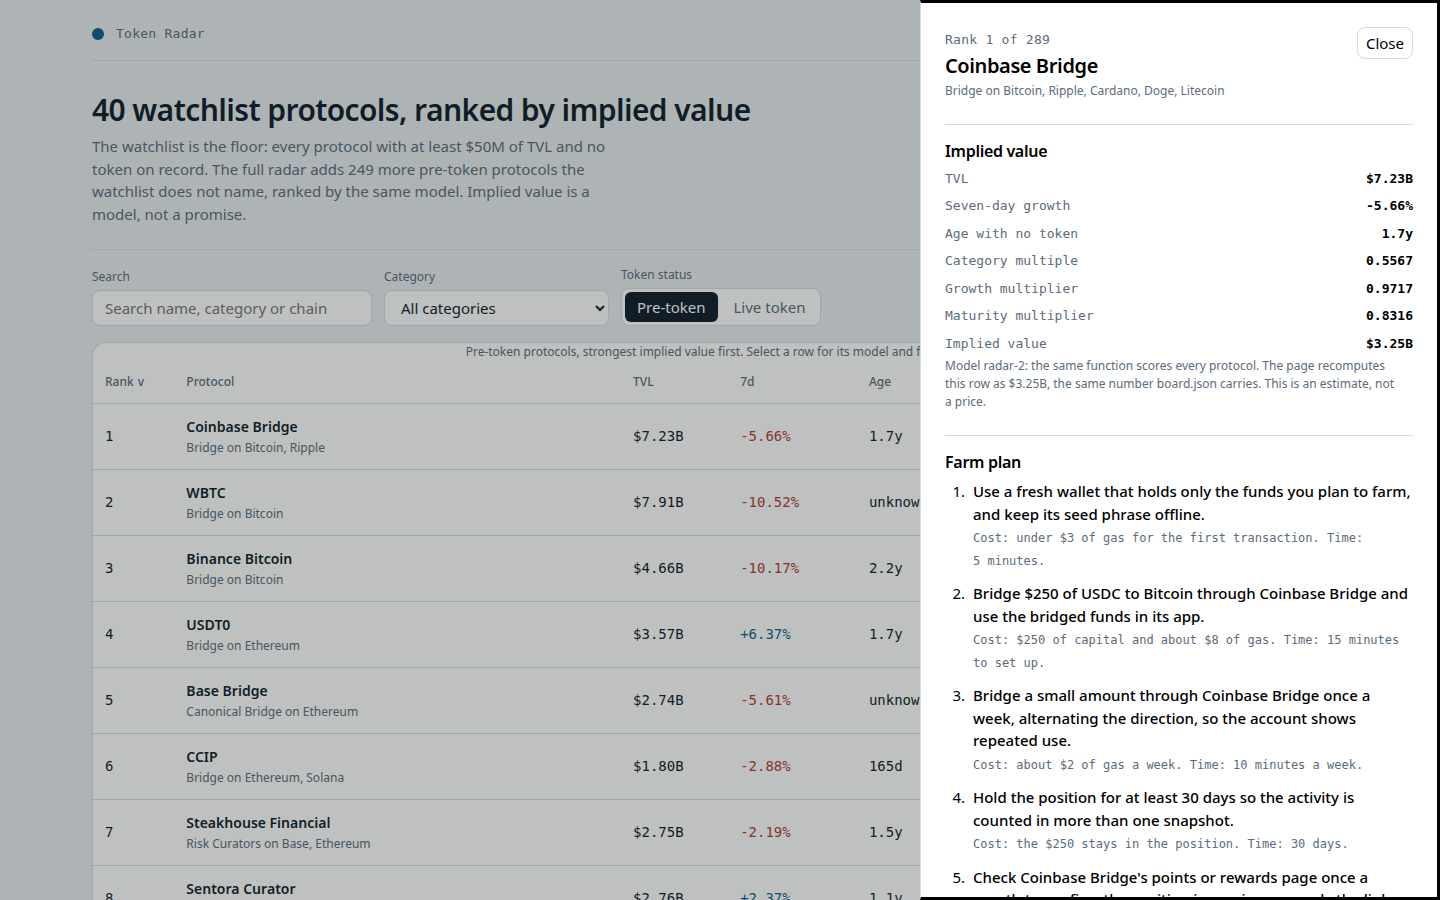 Token Radar
40 watchlist protocols, ranked by implied value
The watchlist is the floor: every protocol with at least $50M of TVL and no
token on record. The full radar adds 249 more pre-token protocols the
watchlist does not name, ranked by the same model. Implied value is a
model, not a promise.
Search
Category
Token status
Search name, category or chain
All categories
Pre-token
Live token
Pre-token protocols, strongest implied value first. Select a row for its model and f
Rank v Protocol TVL 7d Age
1 Coinbase Bridge $7.23B -5.66% 1.7y
Bridge on Bitcoin, Ripple
2 WBTC $7.91B -10.52% unknow
Bridge on Bitcoin
3 Binance Bitcoin $4.66B -10.17% 2.2y
Bridge on Bitcoin
4 USDT0 $3.57B +6.37% 1.7y
Bridge on Ethereum
5 Base Bridge $2.74B -5.61% unknow
Canonical Bridge on Ethereum
6 CCIP $1.80B -2.88% 165d
Bridge on Ethereum, Solana
7 Steakhouse Financial $2.75B -2.19% 1.5y
Risk Curators on Base, Ethereum
8 Sentora Curator $2.76B +2.37% 1.1y
Rank 1 of 289
Close
Coinbase Bridge
Bridge on Bitcoin, Ripple, Cardano, Doge, Litecoin
Implied value
TVL $7.23B
Seven-day growth -5.66%
Age with no token 1.7y
Category multiple 0.5567
Growth multiplier 0.9717
Maturity multiplier 0.8316
Implied value $3.25B
Model radar-2: the same function scores every protocol. The page recomputes
this row as $3.25B, the same number board.json carries. This is an estimate, not
a price.
Farm plan
1. Use a fresh wallet that holds only the funds you plan to farm,
and keep its seed phrase offline.
Cost: under $3 of gas for the first transaction. Time:
5 minutes.
2. Bridge $250 of USDC to Bitcoin through Coinbase Bridge and
use the bridged funds in its app.
Cost: $250 of capital and about $8 of gas. Time: 15 minutes
to set up.
3. Bridge a small amount through Coinbase Bridge once a
week, alternating the direction, so the account shows
repeated use.
Cost: about $2 of gas a week. Time: 10 minutes a week.
4. Hold the position for at least 30 days so the activity is
counted in more than one snapshot.
Cost: the $250 stays in the position. Time: 30 days.
5. Check Coinbase Bridge's points or rewards page once a